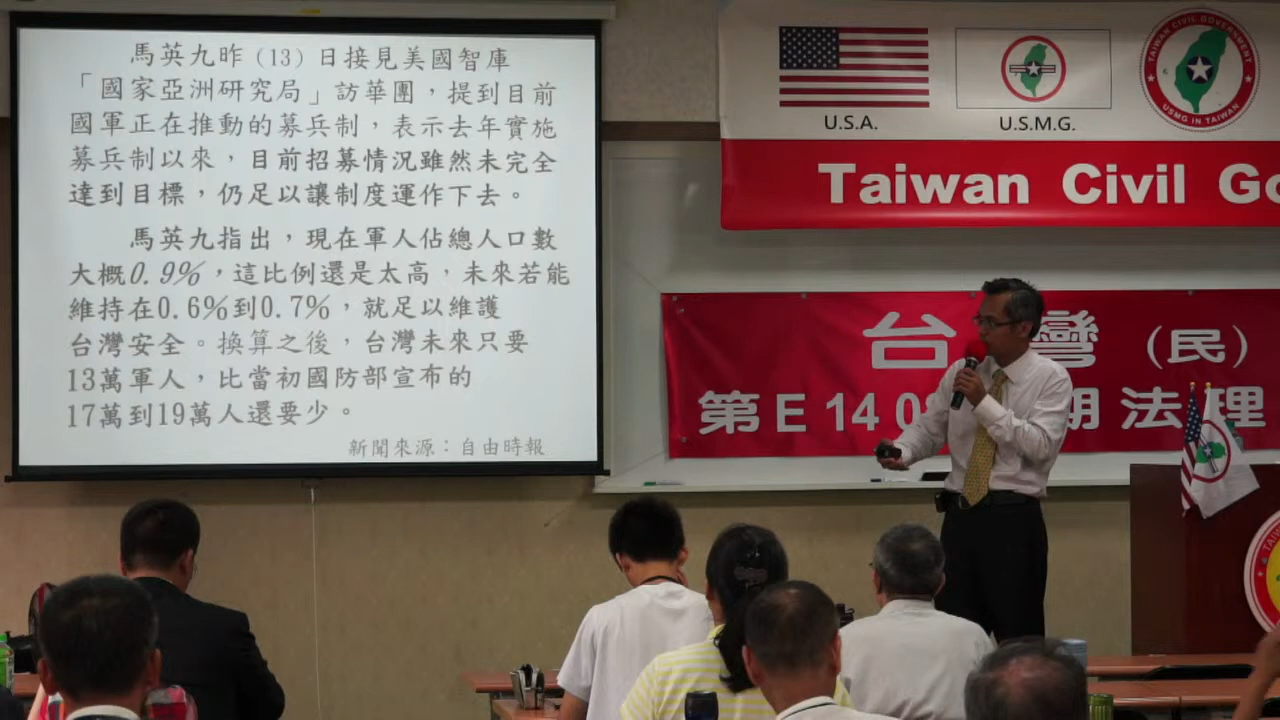 馬英九昨(13)日接見美國智庫
「國家亞洲研究局」訪華團，提到目前
國軍正在推動的募兵制，表示去年實施
募兵制以來，目前招募情況雖然未完全
達到目標，仍足以讓制度運作下去。
馬英九指出，現在軍人佔總人口數
大概0.9%，這比例還是太高，未來若能
維持在0.6%到0.7%，就足以維護
台灣安全。換算之後，台灣未來只要
13萬軍人，比當初國防部宣布的
17萬到19萬人還要少。
新聞來源：自由時報
U.S.A.
U.S.M.G.
TAIWAN CIVIL GOVERNMENT
USMG IN TAIWAN
Taiwan Civil Go
台灣(民)
第E 14 0 期法理